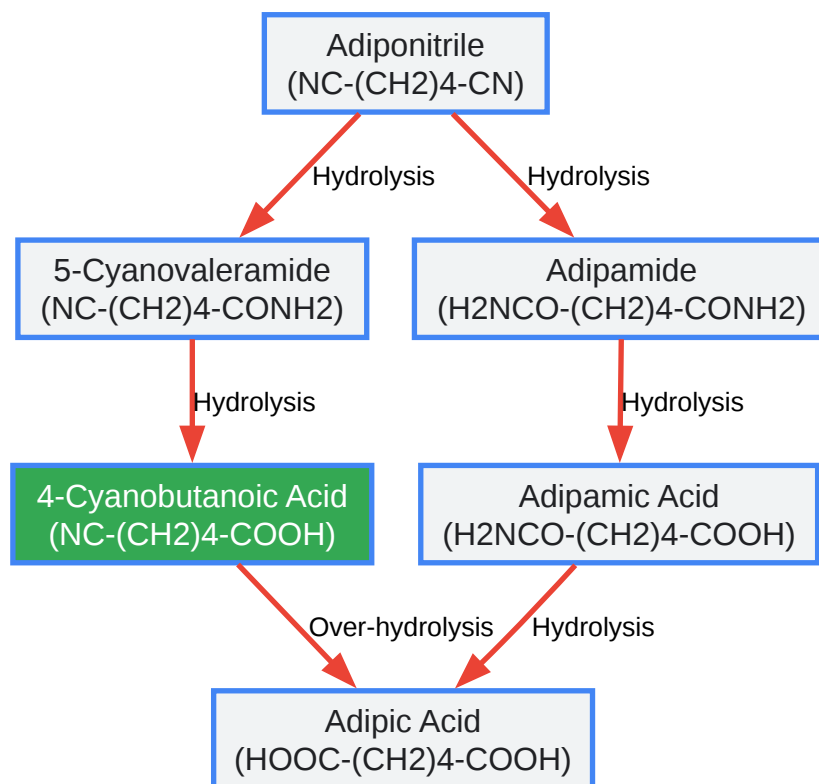 Adiponitrile
(NC-(CH2)4-CN)
Hydrolysis
Hydrolysis
5-Cyanovaleramide
(NC-(CH2)4-CONH2)
Adipamide
(H2NCO-(CH2)4-CONH2)
Hydrolysis
Hydrolysis
4-Cyanobutanoic Acid
(NC-(CH2)4-COOH)
Adipamic Acid
(H2NCO-(CH2)4-COOH)
Over-hydrolysis
Hydrolysis
Adipic Acid
(HOOC-(CH2)4-COOH)